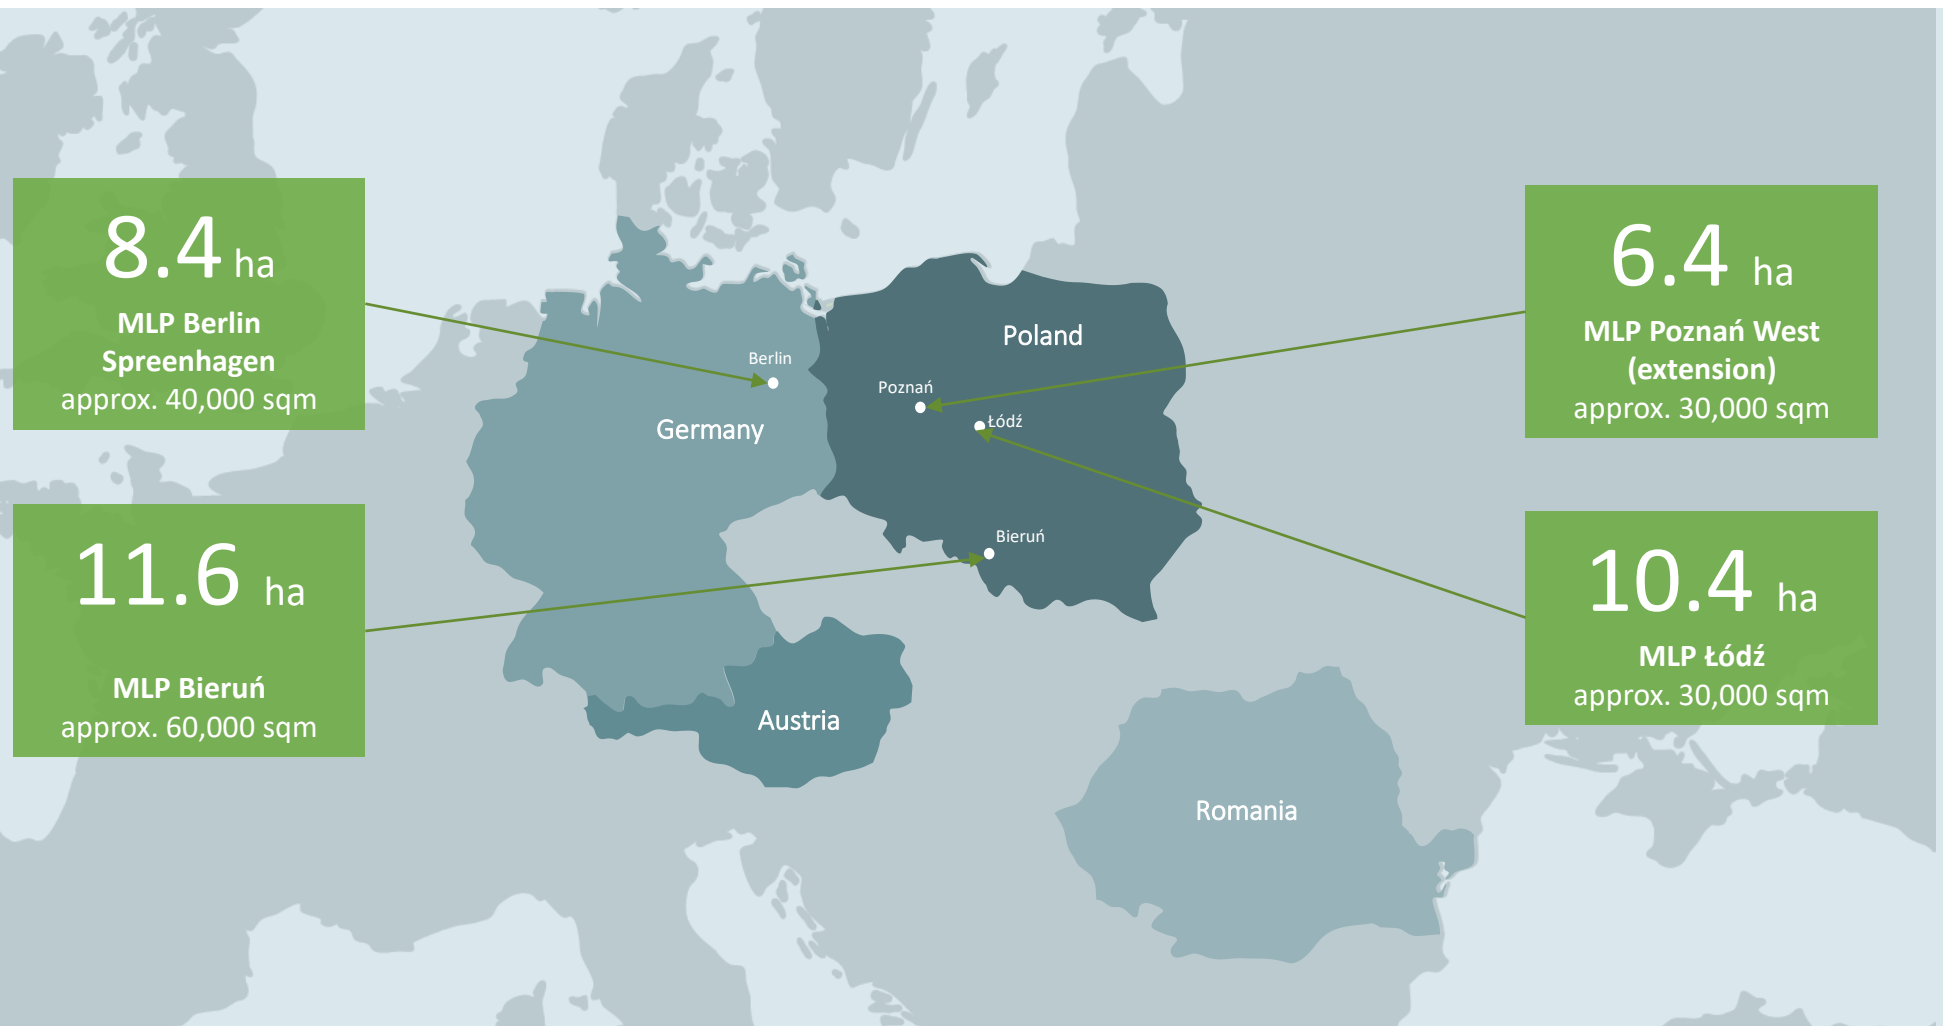 8.4 ha
MLP Berlin
Spreenhagen
approx. 40,000 sqm
6.4 ha
MLP Poznań West
(extension)
approx. 30,000 sqm
11.6 ha
MLP Bieruń
approx. 60,000 sqm
10.4 ha
MLP Łódź
approx. 30,000 sqm
Poland
Berlin
Poznań
Łódź
Germany
Bieruń
Austria
Romania